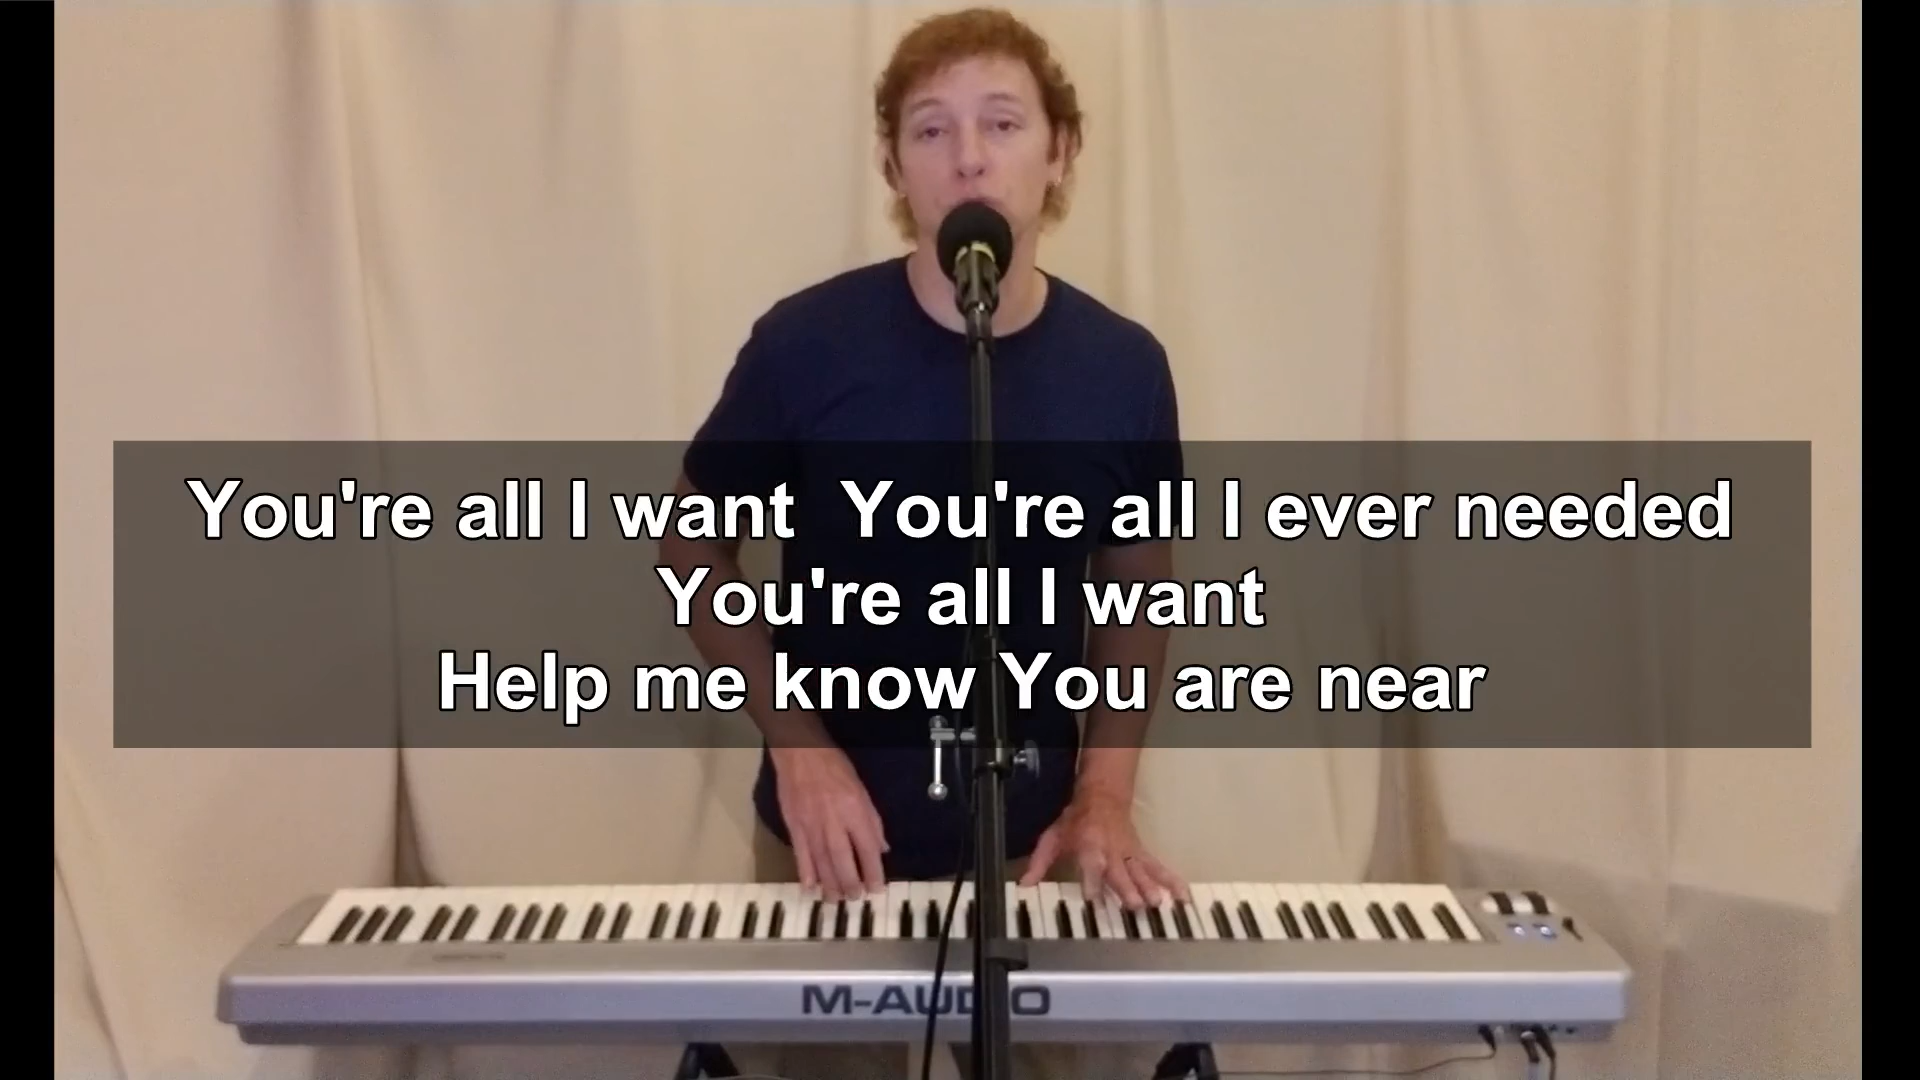 You're all I want  You're all I ever needed
You're all I want
Help me know You are near
M-AUDIO